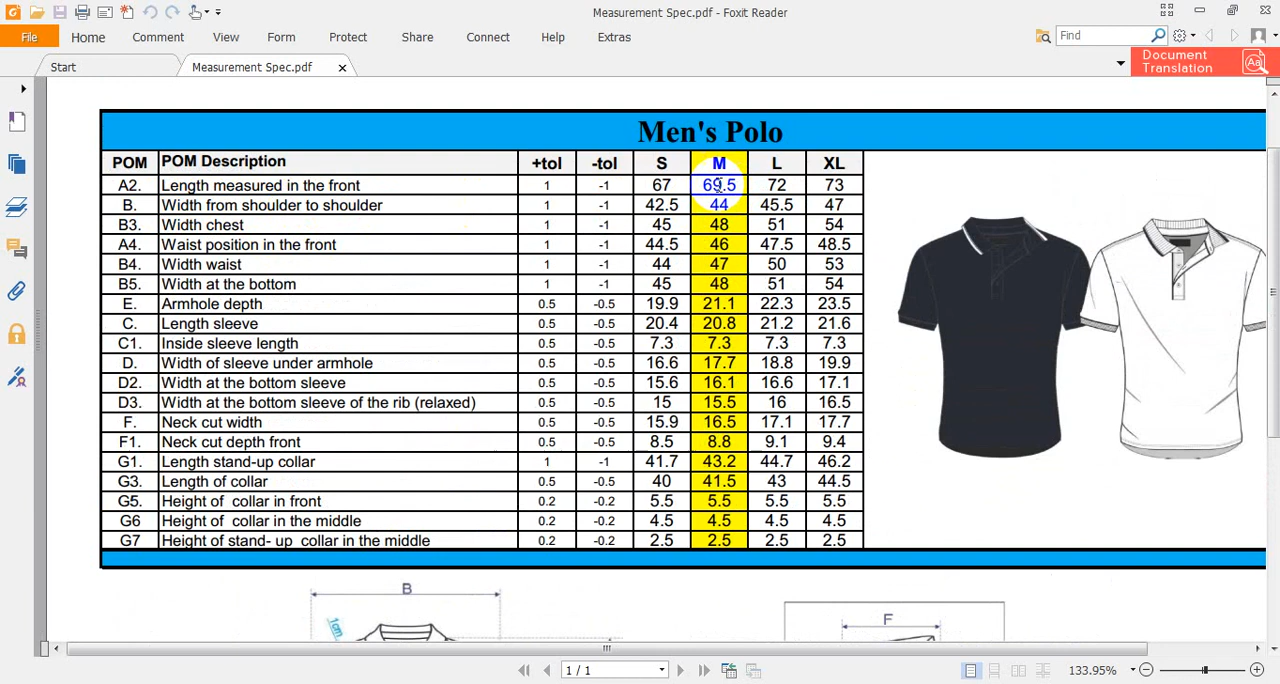 Measurement Spec.pdf - Foxit Reader
File Home Comment View Form Protect Share Connect Help Extras
Find
Start Measurement Spec.pdf
Document Translation
Men's Polo
POM POM Description +tol -tol S M L XL
A2. Length measured in the front 1 -1 67 69.5 72 73
B. Width from shoulder to shoulder 1 -1 42.5 44 45.5 47
B3. Width chest 1 -1 45 48 51 54
A4. Waist position in the front 1 -1 44.5 46 47.5 48.5
B4. Width waist 1 -1 44 47 50 53
B5. Width at the bottom 1 -1 45 48 51 54
E. Armhole depth 0.5 -0.5 19.9 21.1 22.3 23.5
C. Length sleeve 0.5 -0.5 20.4 20.8 21.2 21.6
C1. Inside sleeve length 0.5 -0.5 7.3 7.3 7.3 7.3
D. Width of sleeve under armhole 0.5 -0.5 16.6 17.7 18.8 19.9
D2. Width at the bottom sleeve 0.5 -0.5 15.6 16.1 16.6 17.1
D3. Width at the bottom sleeve of the rib (relaxed) 0.5 -0.5 15 15.5 16 16.5
F. Neck cut width 0.5 -0.5 15.9 16.5 17.1 17.7
F1. Neck cut depth front 0.5 -0.5 8.5 8.8 9.1 9.4
G1. Length stand-up collar 1 -1 41.7 43.2 44.7 46.2
G3. Length of collar 0.5 -0.5 40 41.5 43 44.5
G5. Height of collar in front 0.2 -0.2 5.5 5.5 5.5 5.5
G6 Height of collar in the middle 0.2 -0.2 4.5 4.5 4.5 4.5
G7 Height of stand- up collar in the middle 0.2 -0.2 2.5 2.5 2.5 2.5
B
1cm
F
1 / 1
133.95%